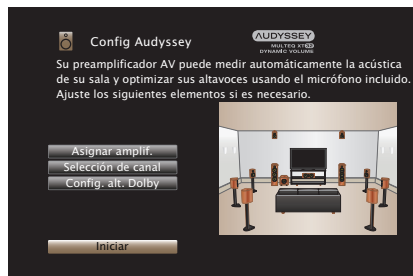 Config Audyssey
AUDYSSEY
MULTEQ XT32
DYNAMIC VOLUME
Su preamplificador AV puede medir automáticamente la acústica
de su sala y optimizar sus altavoces usando el micrófono incluido.
Ajuste los siguientes elementos si es necesario.
Asignar amplif.
Selección de canal
Config. alt. Dolby
Iniciar